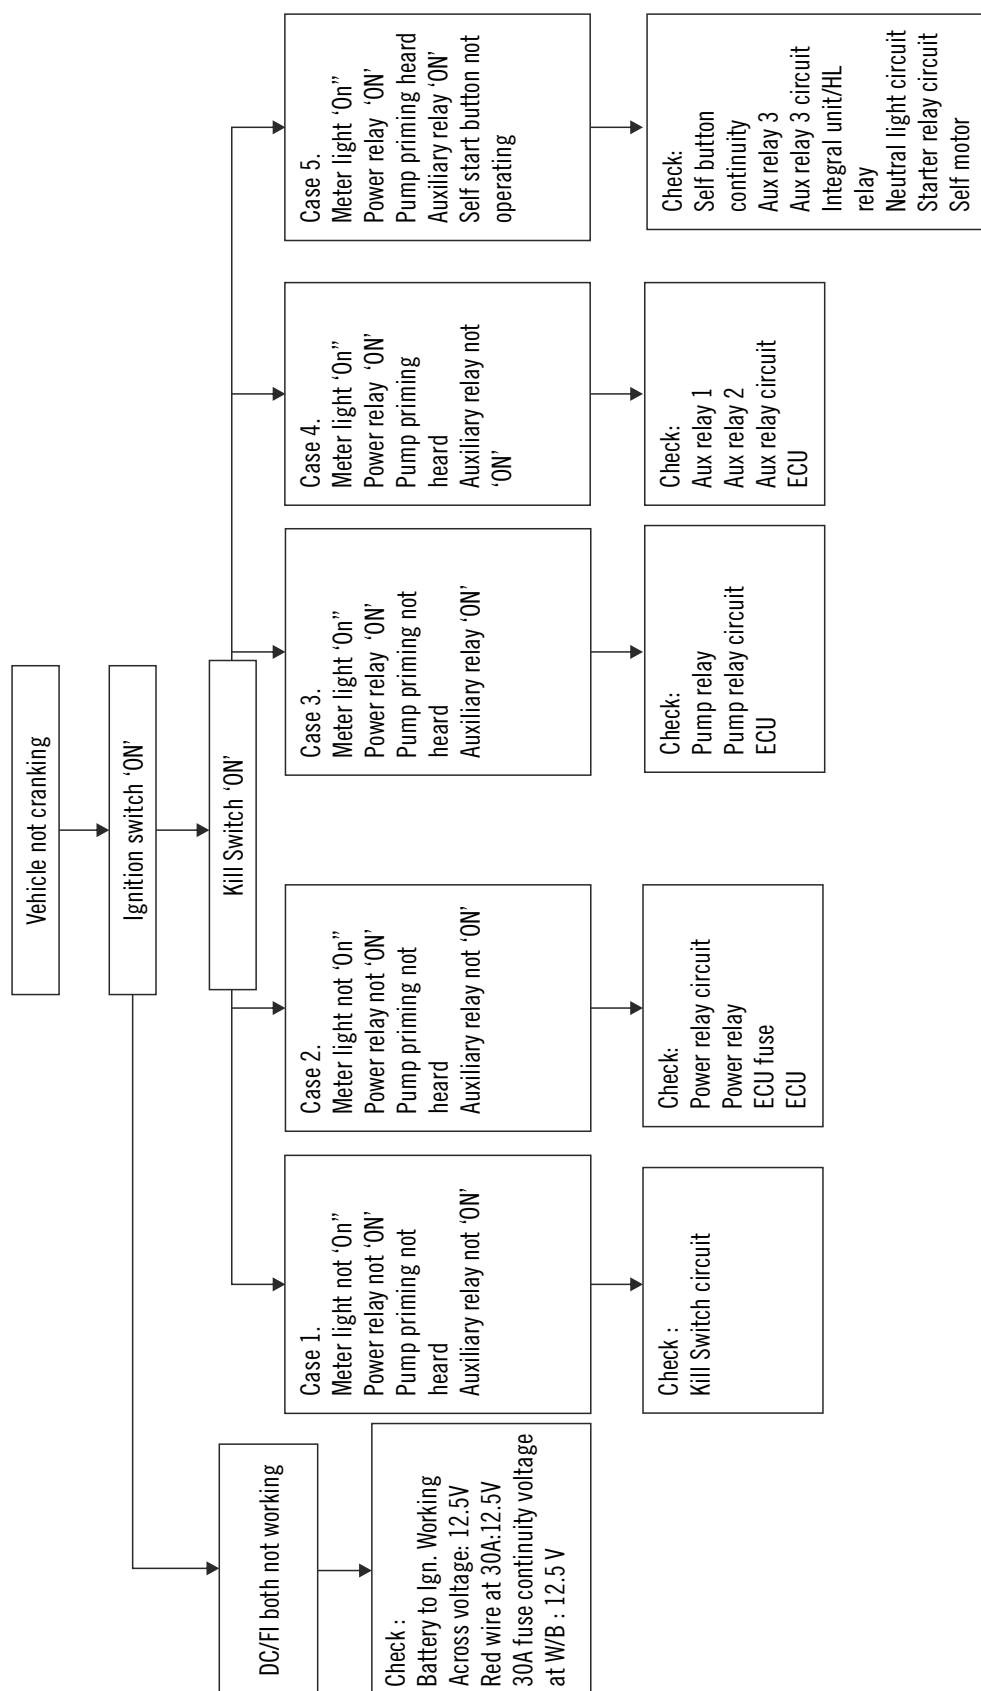 Vehicle not cranking
Ignition switch ‘ON’
Kill Switch ‘ON’
DC/FI both not working
Check :
Battery to Ign. Working
Across voltage: 12.5V
Red wire at 30A:12.5V
30A fuse continuity voltage
at W/B : 12.5 V
Case 1.
Meter light not ‘On”
Power relay not ‘ON’
Pump priming not
heard
Auxiliary relay not ‘ON’
Check :
Kill Switch circuit
Case 2.
Meter light not ‘On”
Power relay not ‘ON’
Pump priming not
heard
Auxiliary relay not ‘ON’
Check:
Power relay circuit
Power relay
ECU fuse
ECU
Case 3.
Meter light ‘On”
Power relay ‘ON’
Pump priming not
heard
Auxiliary relay ‘ON’
Check:
Pump relay
Pump relay circuit
ECU
Case 4.
Meter light ‘On”
Power relay ‘ON’
Pump priming
heard
Auxiliary relay not
‘ON’
Check:
Aux relay 1
Aux relay 2
Aux relay circuit
ECU
Case 5.
Meter light ‘On”
Power relay ‘ON’
Pump priming heard
Auxiliary relay ‘ON’
Self start button not
operating
Check:
Self button
continuity
Aux relay 3
Aux relay 3 circuit
Integral unit/HL
relay
Neutral light circuit
Starter relay circuit
Self motor